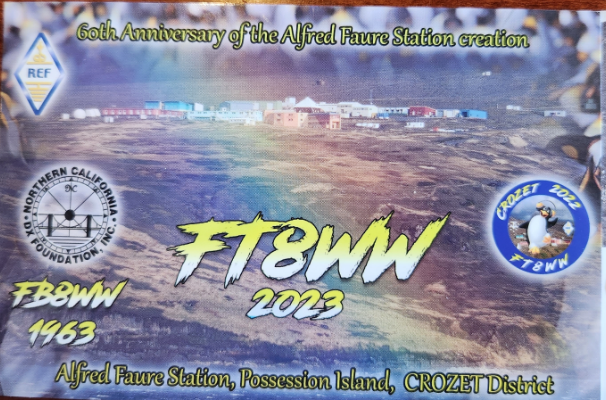 60th Anniversary of the Alfred Faure Station creation
REF
NORTHERN CALIFORNIA
DX FOUNDATION, INC.
CROZET 2022
FT8WW
FT8WW
2023
FB8WW
1963
Alfred Faure Station, Possession Island, CROZET District